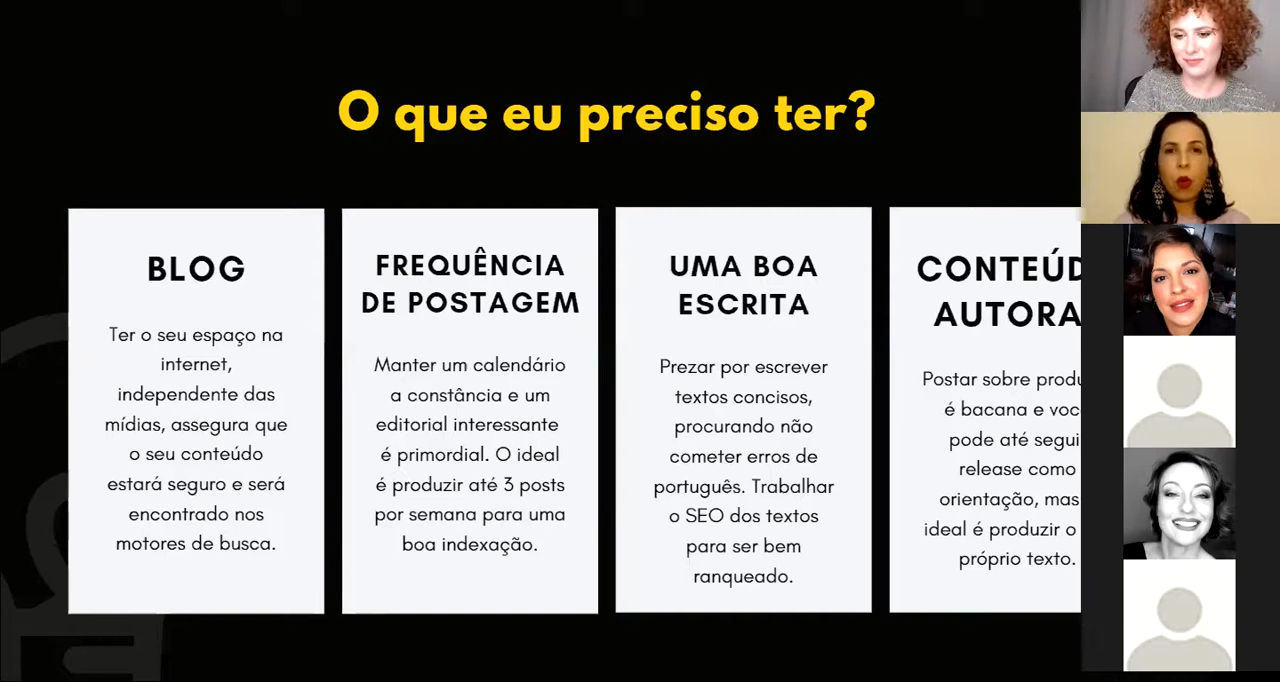 O que eu preciso ter?
BLOG
Ter o seu espaço na
internet,
independente das
mídias, assegura que
o seu conteúdo
estará seguro e será
encontrado nos
motores de busca.
FREQUÊNCIA
DE POSTAGEM
Manter um calendário
a constância e um
editorial interessante
é primordial. O ideal
é produzir até 3 posts
por semana para uma
boa indexação.
UMA BOA
ESCRITA
Prezar por escrever
textos concisos,
procurando não
cometer erros de
português. Trabalhar
o SEO dos textos
para ser bem
ranqueado.
CONTEÚD
AUTORA
Postar sobre produ
é bacana e voc
pode até segui
release como
orientação, mas
ideal é produzir o
próprio texto.